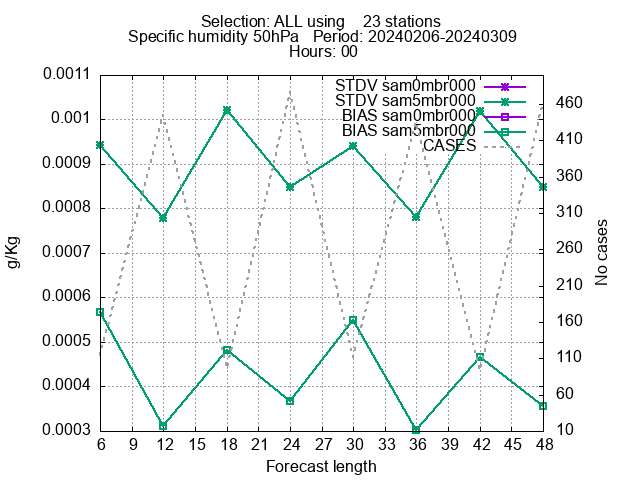 Selection: ALL using    23 stations
Specific humidity 50hPa   Period: 20240206-20240309
Hours: 00
STDV sam0mbr000
STDV sam5mbr000
BIAS sam0mbr000
BIAS sam5mbr000
CASES
g/Kg
0.0011
0.001
0.0009
0.0008
0.0007
0.0006
0.0005
0.0004
0.0003
No cases
460
410
360
310
260
210
160
110
60
10
6 9 12 15 18 21 24 27 30 33 36 39 42 45 48
Forecast length